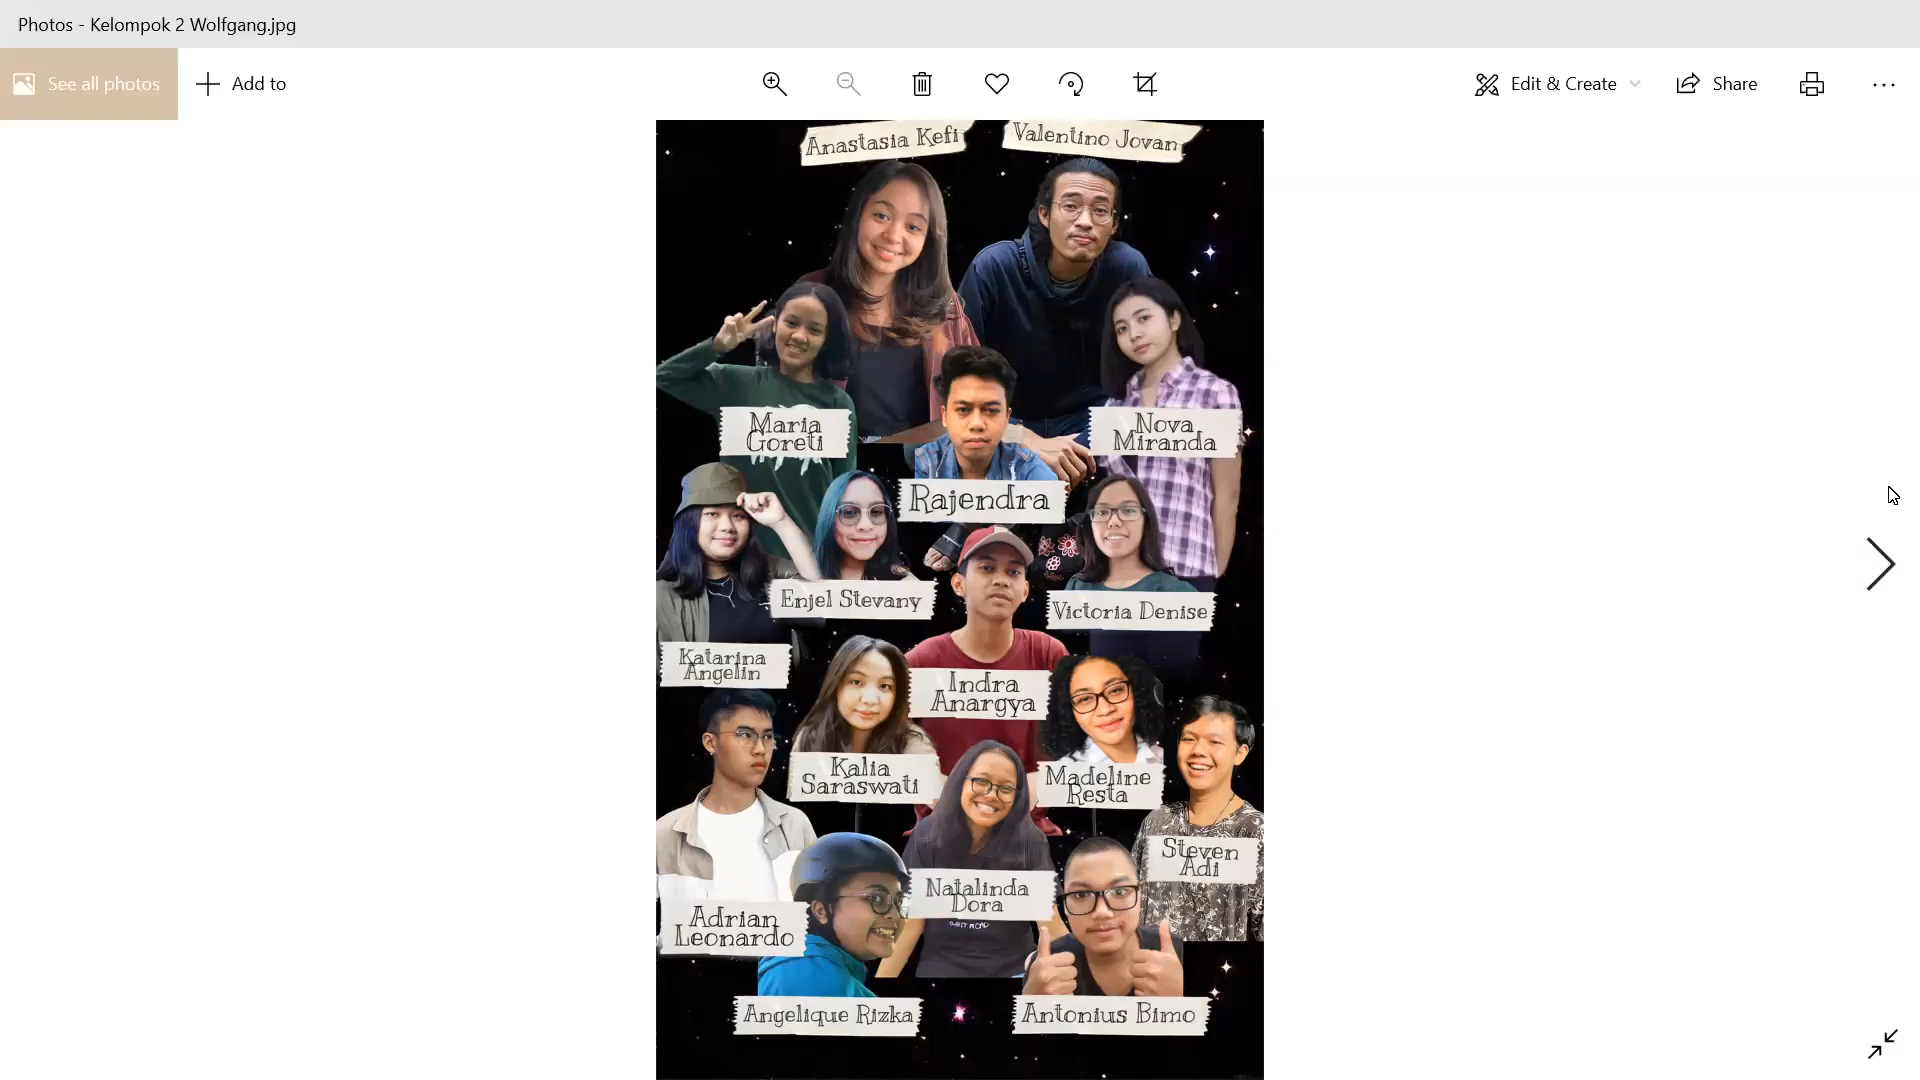 Photos - Kelompok 2 Wolfgang.jpg
See all photos
Add to
Edit & Create
Share
Anastasia Kefi
Valentino Jovan
Maria
Goreti
Nova
Miranda
Rajendra
Enjel Stevany
Victoria Denise
Katarina
Angelin
Indra
Anargya
Kalia
Saraswati
Madeline
Resta
Steven
Adi
Natalinda
Dora
Adrian
Leonardo
Angelique Rizka
Antonius Bimo